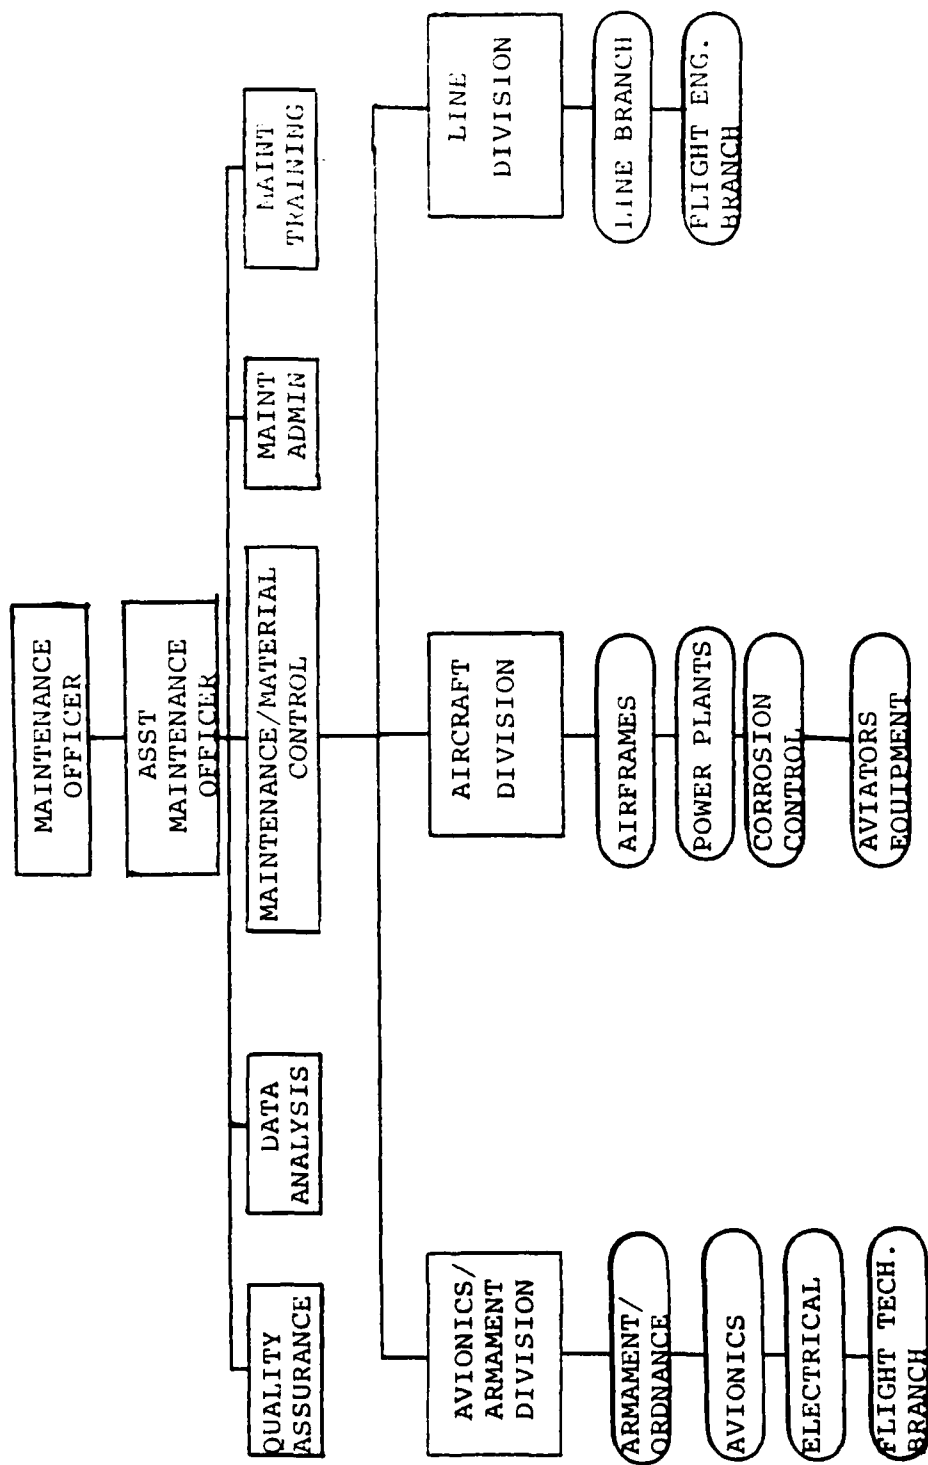 MAINTENANCE
OFFICER
ASST
MAINTENANCE
OFFICER
QUALITY
ASSURANCE
DATA
ANALYSIS
MAINTENANCE/MATERIAL
CONTROL
MAINT
ADMIN
MAINT
TRAINING
AVIONICS/
ARMAMENT
DIVISION
AIRCRAFT
DIVISION
LINE
DIVISION
ARMAMENT/
ORDNANCE
AVIONICS
ELECTRICAL
FLIGHT TECH.
BRANCH
AIRFRAMES
POWER PLANTS
CORROSION
CONTROL
AVIATORS
EQUIPMENT
LINE BRANCH
FLIGHT ENG.
BRANCH